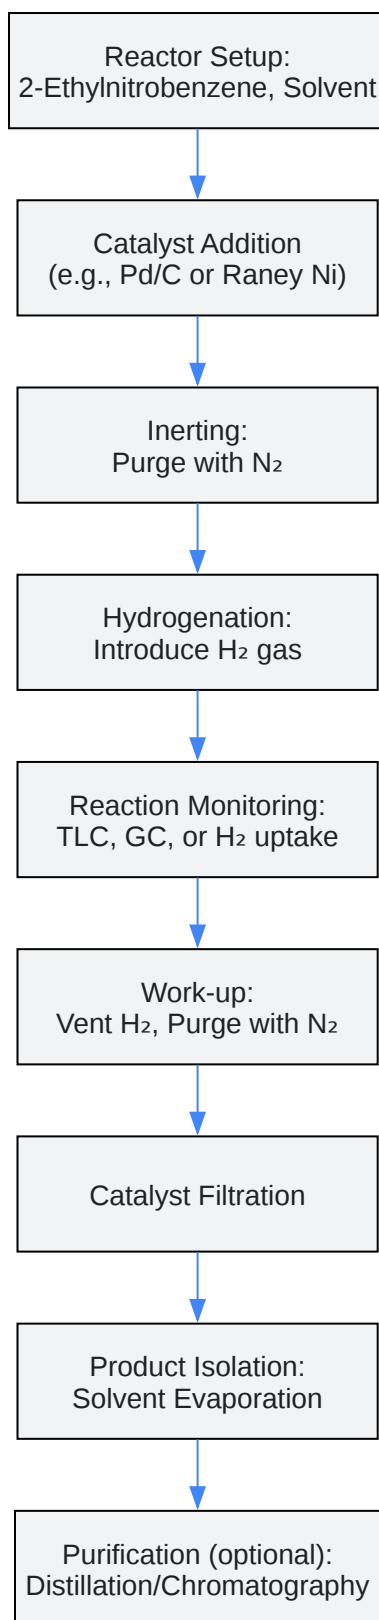 Reactor Setup:
2-Ethylnitrobenzene, Solvent
Catalyst Addition
(e.g., Pd/C or Raney Ni)
Inerting:
Purge with N₂
Hydrogenation:
Introduce H₂ gas
Reaction Monitoring:
TLC, GC, or H₂ uptake
Work-up:
Vent H₂, Purge with N₂
Catalyst Filtration
Product Isolation:
Solvent Evaporation
Purification (optional):
Distillation/Chromatography